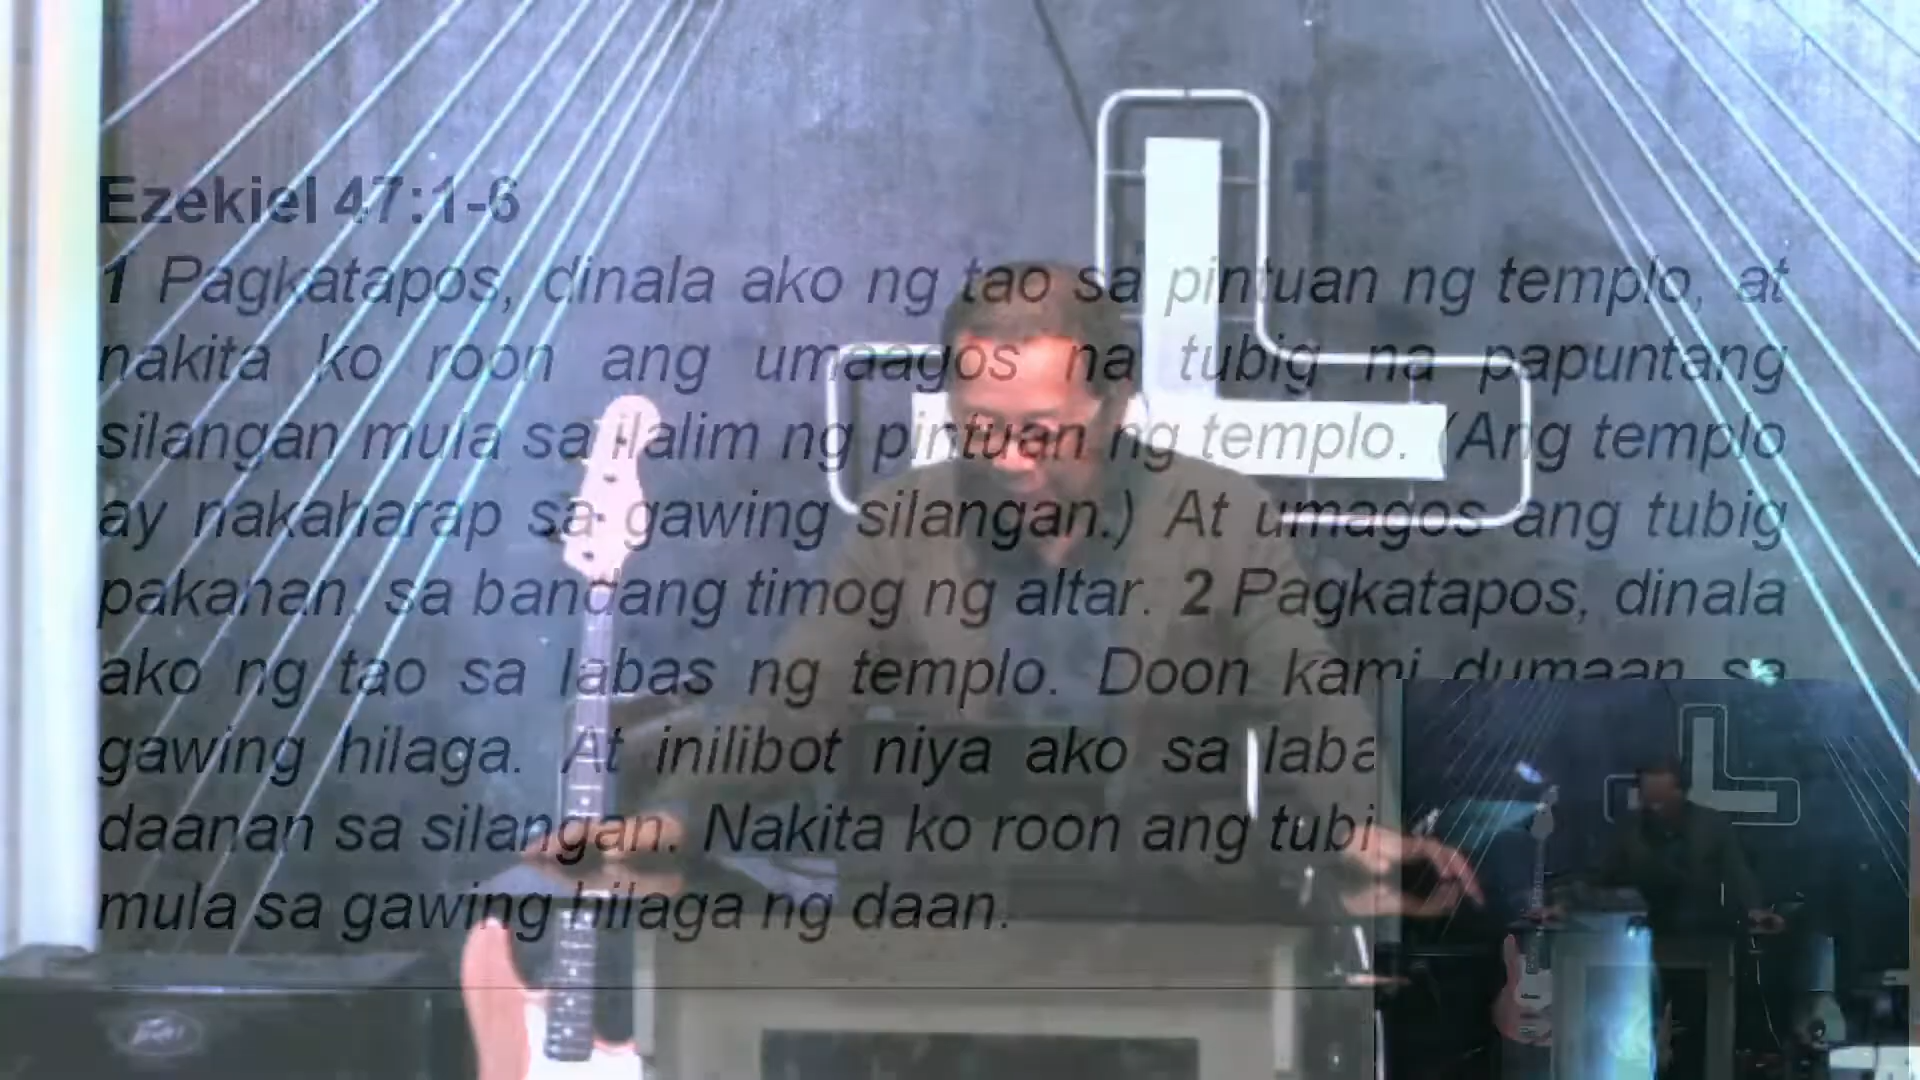 Ezekiel 47:1-6
1 Pagkatapos, dinala ako ng tao sa pintuan ng templo, at
nakita ko roon ang umaagos na tubig na papuntang
silangan mula sa ilalim ng pintuan ng templo. (Ang templo
ay nakaharap sa gawing silangan.) At umagos ang tubig
pakanan, sa bandang timog ng altar. 2 Pagkatapos, dinala
ako ng tao sa labas ng templo. Doon kami dumaan sa
gawing hilaga. At inilibot niya ako sa laba
daanan sa silangan. Nakita ko roon ang tubi
mula sa gawing hilaga ng daan.